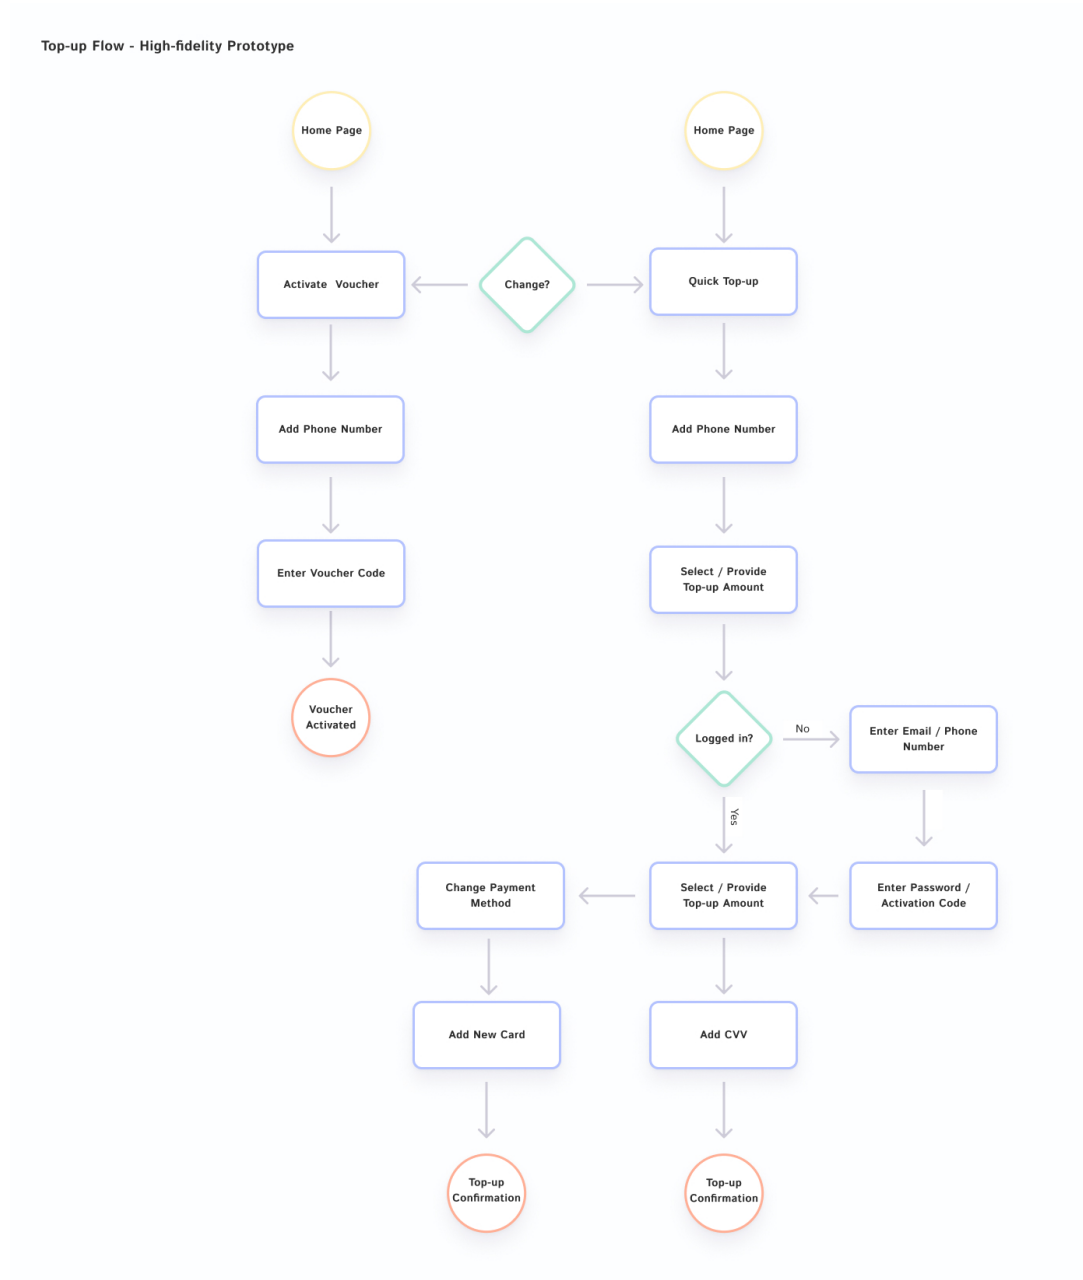 Top-up Flow - High-fidelity Prototype
Home Page
Home Page
Activate Voucher
Change?
Quick Top-up
Add Phone Number
Add Phone Number
Enter Voucher Code
Select / Provide
Top-up Amount
Voucher
Activated
Logged in?
No
Enter Email / Phone
Number
Yes
Change Payment
Method
Select / Provide
Top-up Amount
Enter Password /
Activation Code
Add New Card
Add CVV
Top-up
Confirmation
Top-up
Confirmation